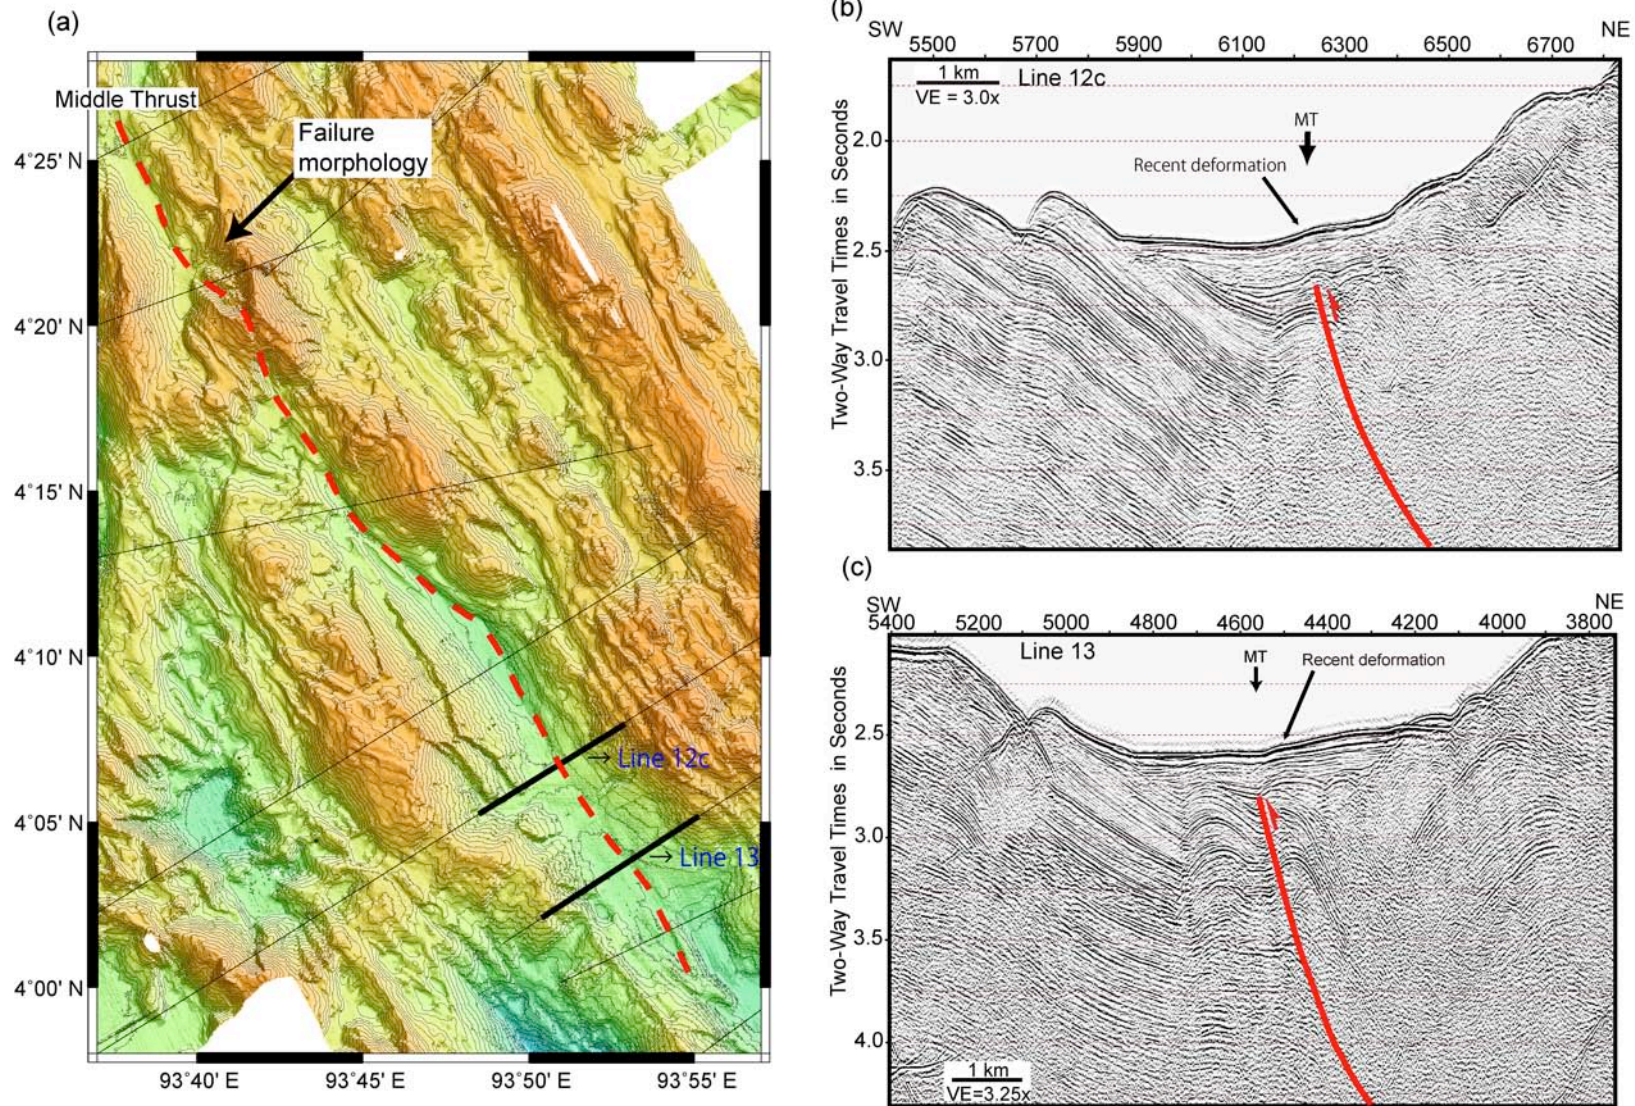 (a)
Middle Thrust
Failure
morphology
4°25' N
4°20' N
4°15' N
4°10' N
4°05' N
4°00' N
93°40' E
93°45' E
93°50' E
93°55' E
→ Line 12c
→ Line 13
(b)
SW
NE
5500 5700 5900 6100 6300 6500 6700
1 km
Line 12c
VE = 3.0x
MT
Recent deformation
Two-Way Travel Times in Seconds
2.0
2.5
3.0
3.5
(c)
SW
NE
5400 5200 5000 4800 4600 4400 4200 4000 3800
Line 13
MT
Recent deformation
Two-Way Travel Times in Seconds
2.5
3.0
3.5
4.0
1 km
VE=3.25x